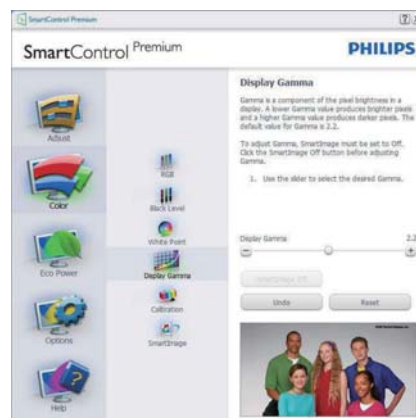 SmartControl Premium
SmartControl Premium
PHILIPS
Adjust
Color
Eco Power
Options
Help
RGB
Black Level
White Point
Display Gamma
Calibration
SmartImage
Display Gamma
Gamma is a component of the pixel brightness in a
display. A lower Gamma value produces brighter pixels
and a higher Gamma value produces darker pixels. The
default value for Gamma is 2.2.
To adjust Gamma, SmartImage must be set to Off.
Click the SmartImage Off button before adjusting
Gamma.
1. Use the slider to select the desired Gamma.
Display Gamma
2.2
SmartImage Off
Undo
Reset